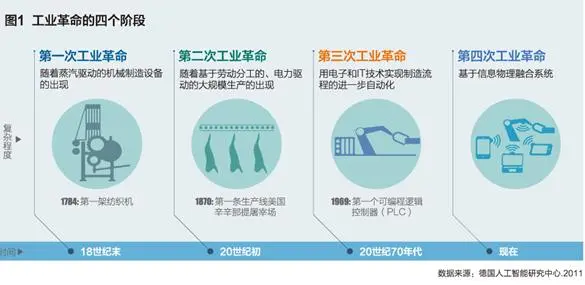 图1 工业革命的四个阶段
第一次工业革命
随着蒸汽驱动的机械制造设备
的出现
1784:第一架纺织机
第二次工业革命
随着基于劳动分工的、电力驱
动的大规模生产的出现
1870:第一条生产线美国
辛辛那提屠宰场
第三次工业革命
用电子和IT技术实现制造流
程的进一步自动化
1969:第一个可编程逻辑
控制器(PLC)
第四次工业革命
基于信息物理融合系统
复杂程度
时间
18世纪末
20世纪初
20世纪70年代
现在
数据来源:德国人工智能研究中心.2011